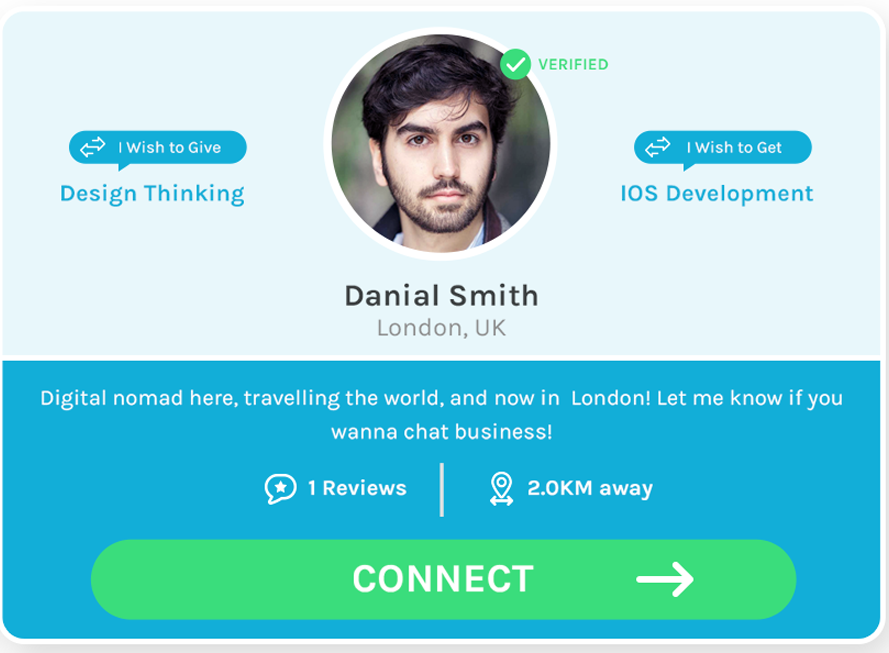 VERIFIED
I Wish to Give
Design Thinking
I Wish to Get
IOS Development
Danial Smith
London, UK
Digital nomad here, travelling the world, and now in London! Let me know if you
wanna chat business!
1 Reviews
2.0KM away
CONNECT